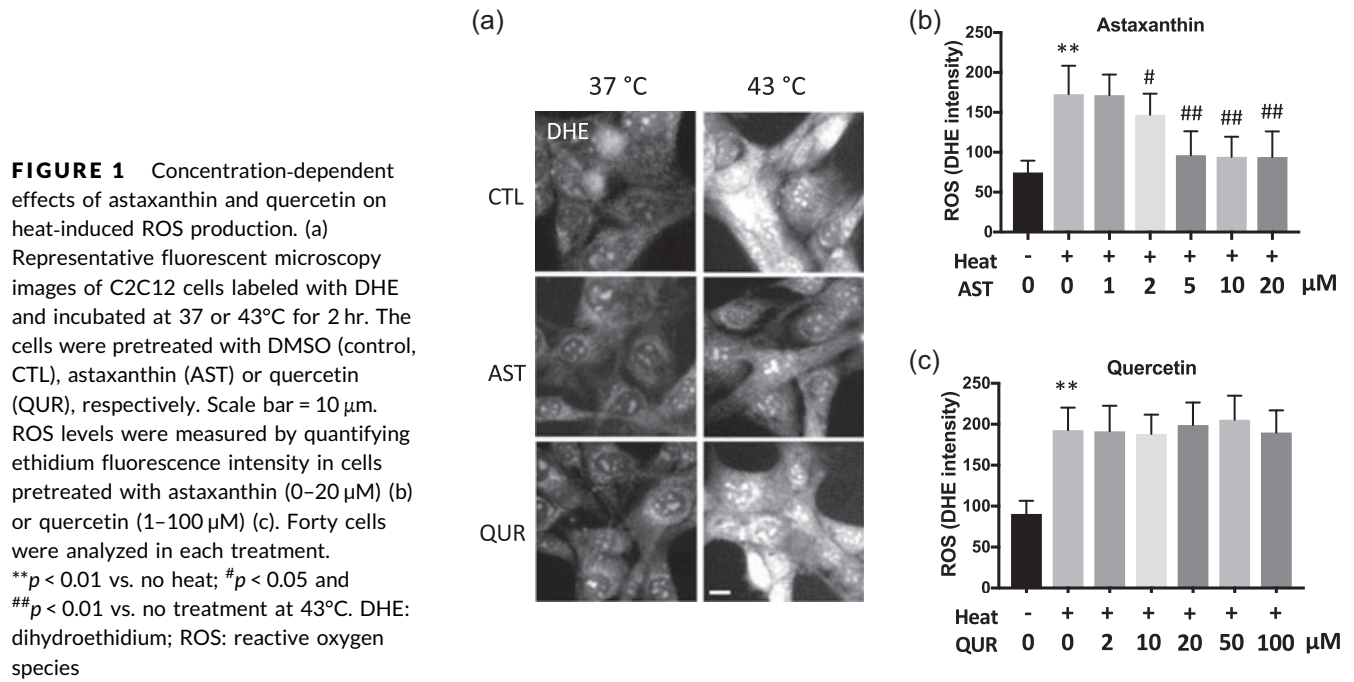 FIGURE 1 Concentration-dependent
effects of astaxanthin and quercetin on
heat-induced ROS production. (a)
Representative fluorescent microscopy
images of C2C12 cells labeled with DHE
and incubated at 37 or 43°C for 2 hr. The
cells were pretreated with DMSO (control,
CTL), astaxanthin (AST) or quercetin
(QUR), respectively. Scale bar = 10 μm.
ROS levels were measured by quantifying
ethidium fluorescence intensity in cells
pretreated with astaxanthin (0–20 μM) (b)
or quercetin (1–100 μM) (c). Forty cells
were analyzed in each treatment.
**p < 0.01 vs. no heat; #p < 0.05 and
##p < 0.01 vs. no treatment at 43°C. DHE:
dihydroethidium; ROS: reactive oxygen
species
(a)
37 °C 43 °C
DHE
CTL
AST
QUR
(b)
Astaxanthin
ROS (DHE intensity)
250
200
150
100
50
0
** # ## ## ##
Heat - + + + + + +
AST 0 0 1 2 5 10 20 μM
(c)
Quercetin
ROS (DHE intensity)
250
200
150
100
50
0
**
Heat - + + + + + +
QUR 0 0 2 10 20 50 100 μM